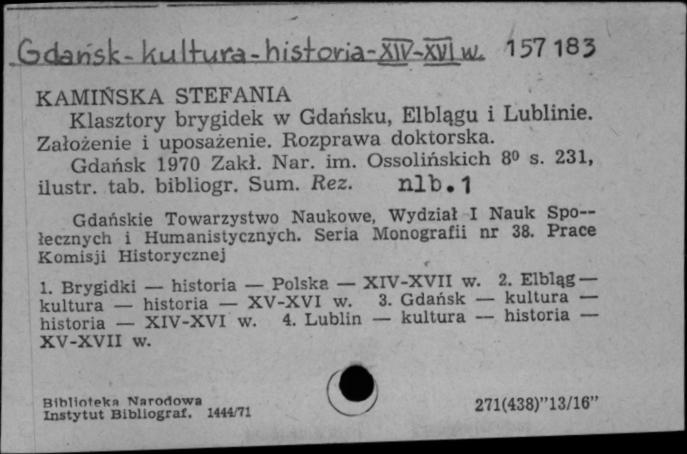 Gdańsk-kultura-historia-XIV-XVI w. 157183
KAMIŃSKA STEFANIA
Klasztory brygidek w Gdańsku, Elblągu i Lublinie.
Założenie i uposażenie. Rozprawa doktorska.
Gdańsk 1970 Zakł. Nar. im. Ossolińskich 8⁰ s. 231,
ilustr. tab. bibliogr. Sum. Rez. nlb.1
Gdańskie Towarzystwo Naukowe, Wydział I Nauk Spo--
łecznych i Humanistycznych. Seria Monografii nr 38. Prace
Komisji Historycznej
1. Brygidki — historia — Polska — XIV-XVII w. 2. Elbląg —
kultura — historia — XV-XVI w. 3. Gdańsk — kultura —
historia — XIV-XVI w. 4. Lublin — kultura — historia —
XV-XVII w.
Biblioteka Narodowa
Instytut Bibliograf. 1444/71 271(438)"13/16"